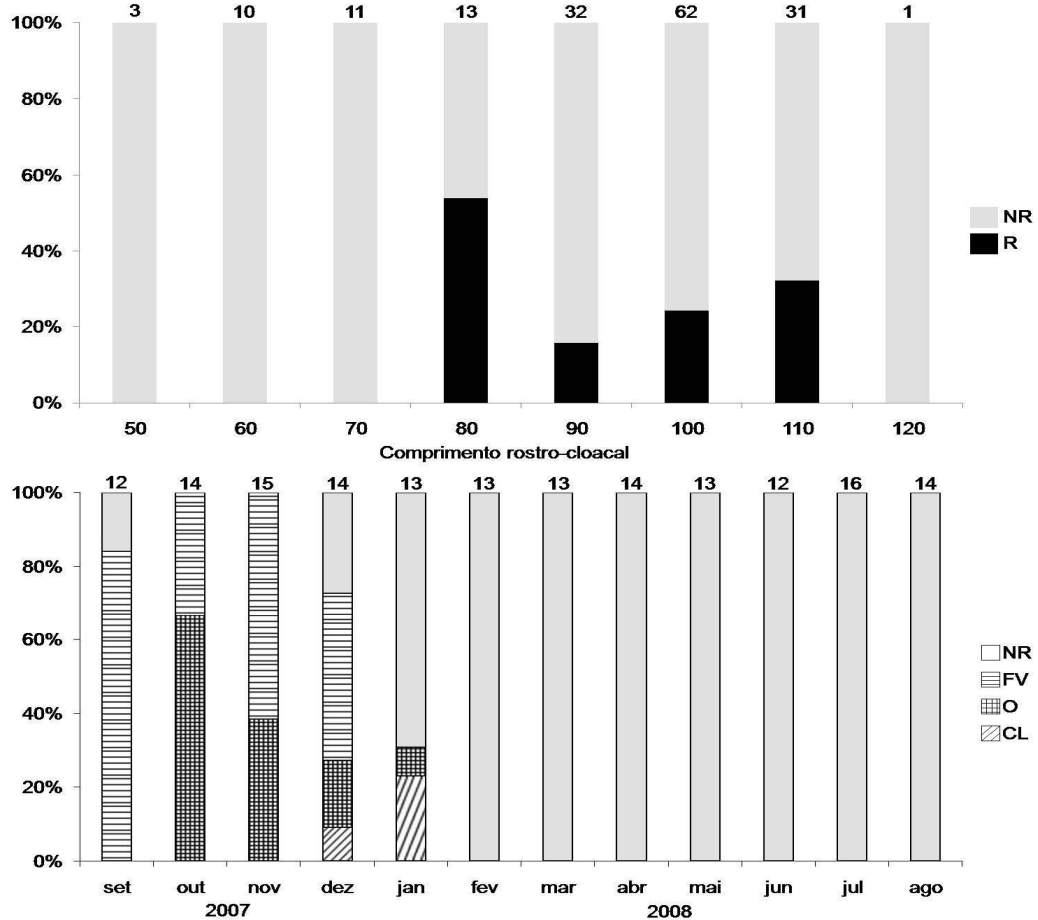 3 10 11 13 32 62 31 1
100%
80%
60%
40%
20%
0%
NR
R
50 60 70 80 90 100 110 120
Comprimento rostro-cloacal
12 14 15 14 13 13 13 14 13 12 16 14
100%
80%
60%
40%
20%
0%
NR
FV
O
CL
set out nov dez jan fev mar abr mai jun jul ago
2007 2008